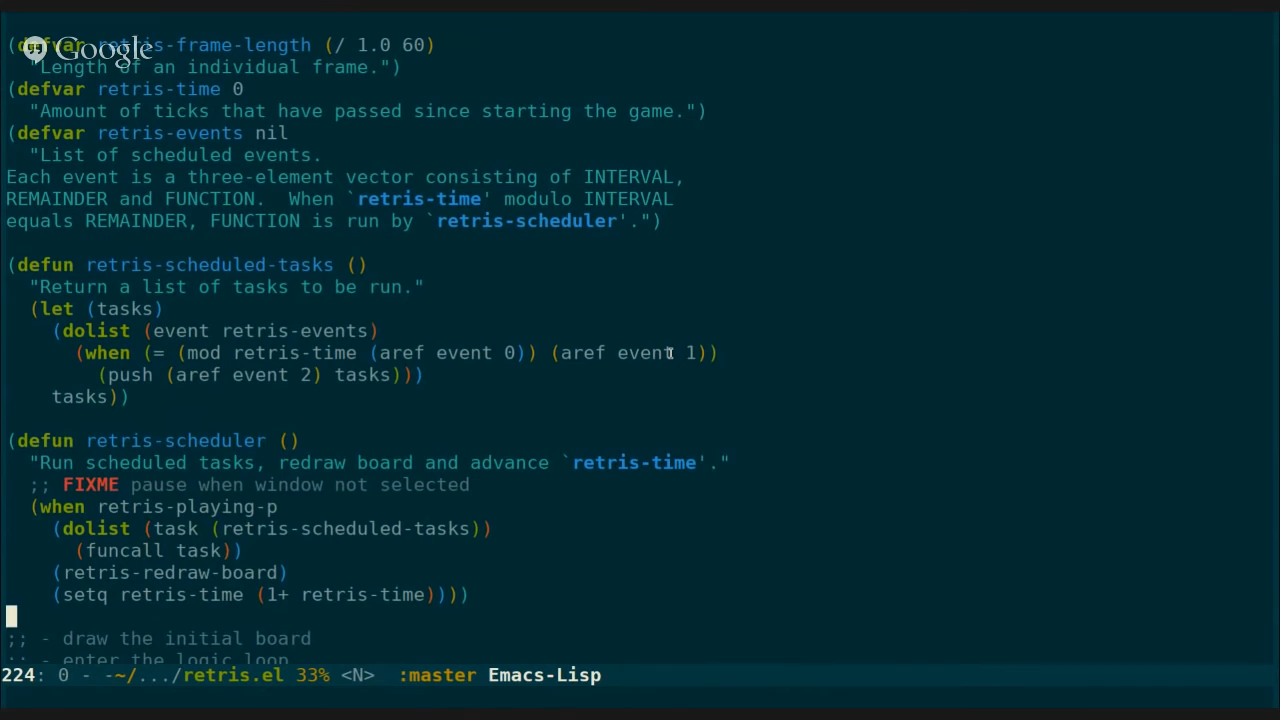 Google
(defvar retris-frame-length (/ 1.0 60)
  "Length of an individual frame.")
(defvar retris-time 0
  "Amount of ticks that have passed since starting the game.")
(defvar retris-events nil
  "List of scheduled events.
Each event is a three-element vector consisting of INTERVAL,
REMAINDER and FUNCTION.  When `retris-time' modulo INTERVAL
equals REMAINDER, FUNCTION is run by `retris-scheduler'.")

(defun retris-scheduled-tasks ()
  "Return a list of tasks to be run."
  (let (tasks)
    (dolist (event retris-events)
      (when (= (mod retris-time (aref event 0)) (aref event 1))
        (push (aref event 2) tasks)))
    tasks))

(defun retris-scheduler ()
  "Run scheduled tasks, redraw board and advance `retris-time'."
  ;; FIXME pause when window not selected
  (when retris-playing-p
    (dolist (task (retris-scheduled-tasks))
      (funcall task))
    (retris-redraw-board)
    (setq retris-time (1+ retris-time))))

;; - draw the initial board
;; - enter the logic loop
224: 0 - -~/.../retris.el 33% <N>  :master Emacs-Lisp